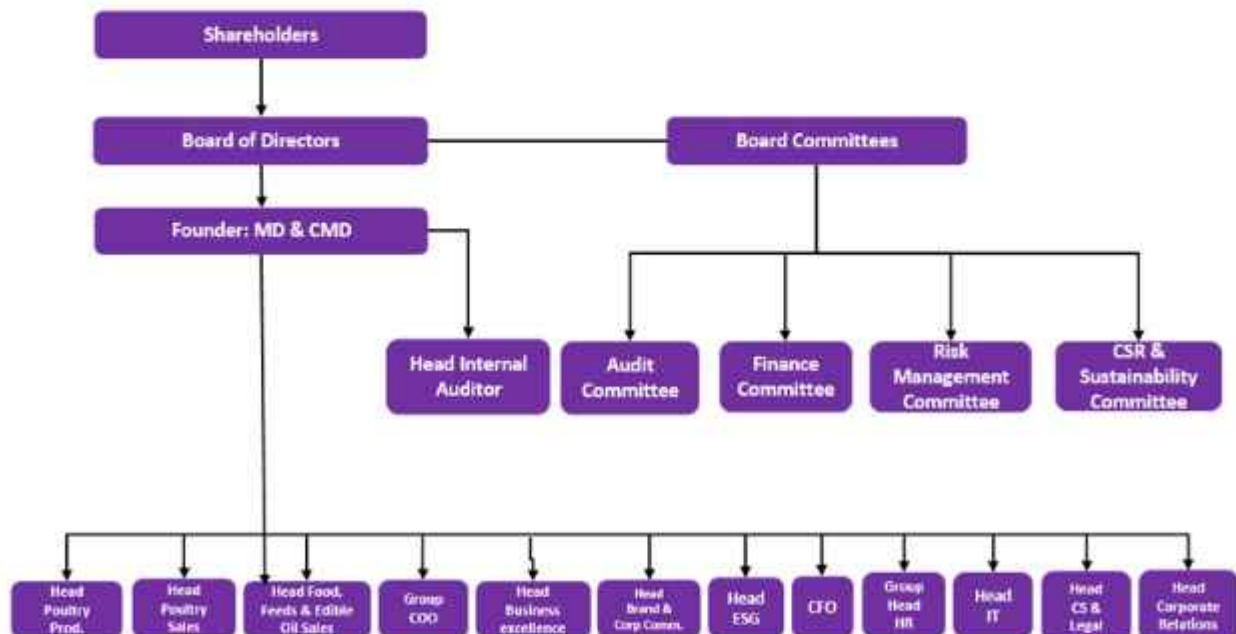 Shareholders
Board of Directors
Board Committees
Founder: MD & CMD
Head Internal
Auditor
Audit
Committee
Finance
Committee
Risk
Management
Committee
CSR &
Sustainability
Committee
Head
Poultry
Prod.
Head
Poultry
Sales
Head Food,
Feeds & Edible
Oil Sales
Group
COO
Head
Business
excellence
Head
Brand &
Corp Comm.
Head
ESG
CFO
Group
Head
HR
Head
IT
Head
CS &
Legal
Head
Corporate
Relations